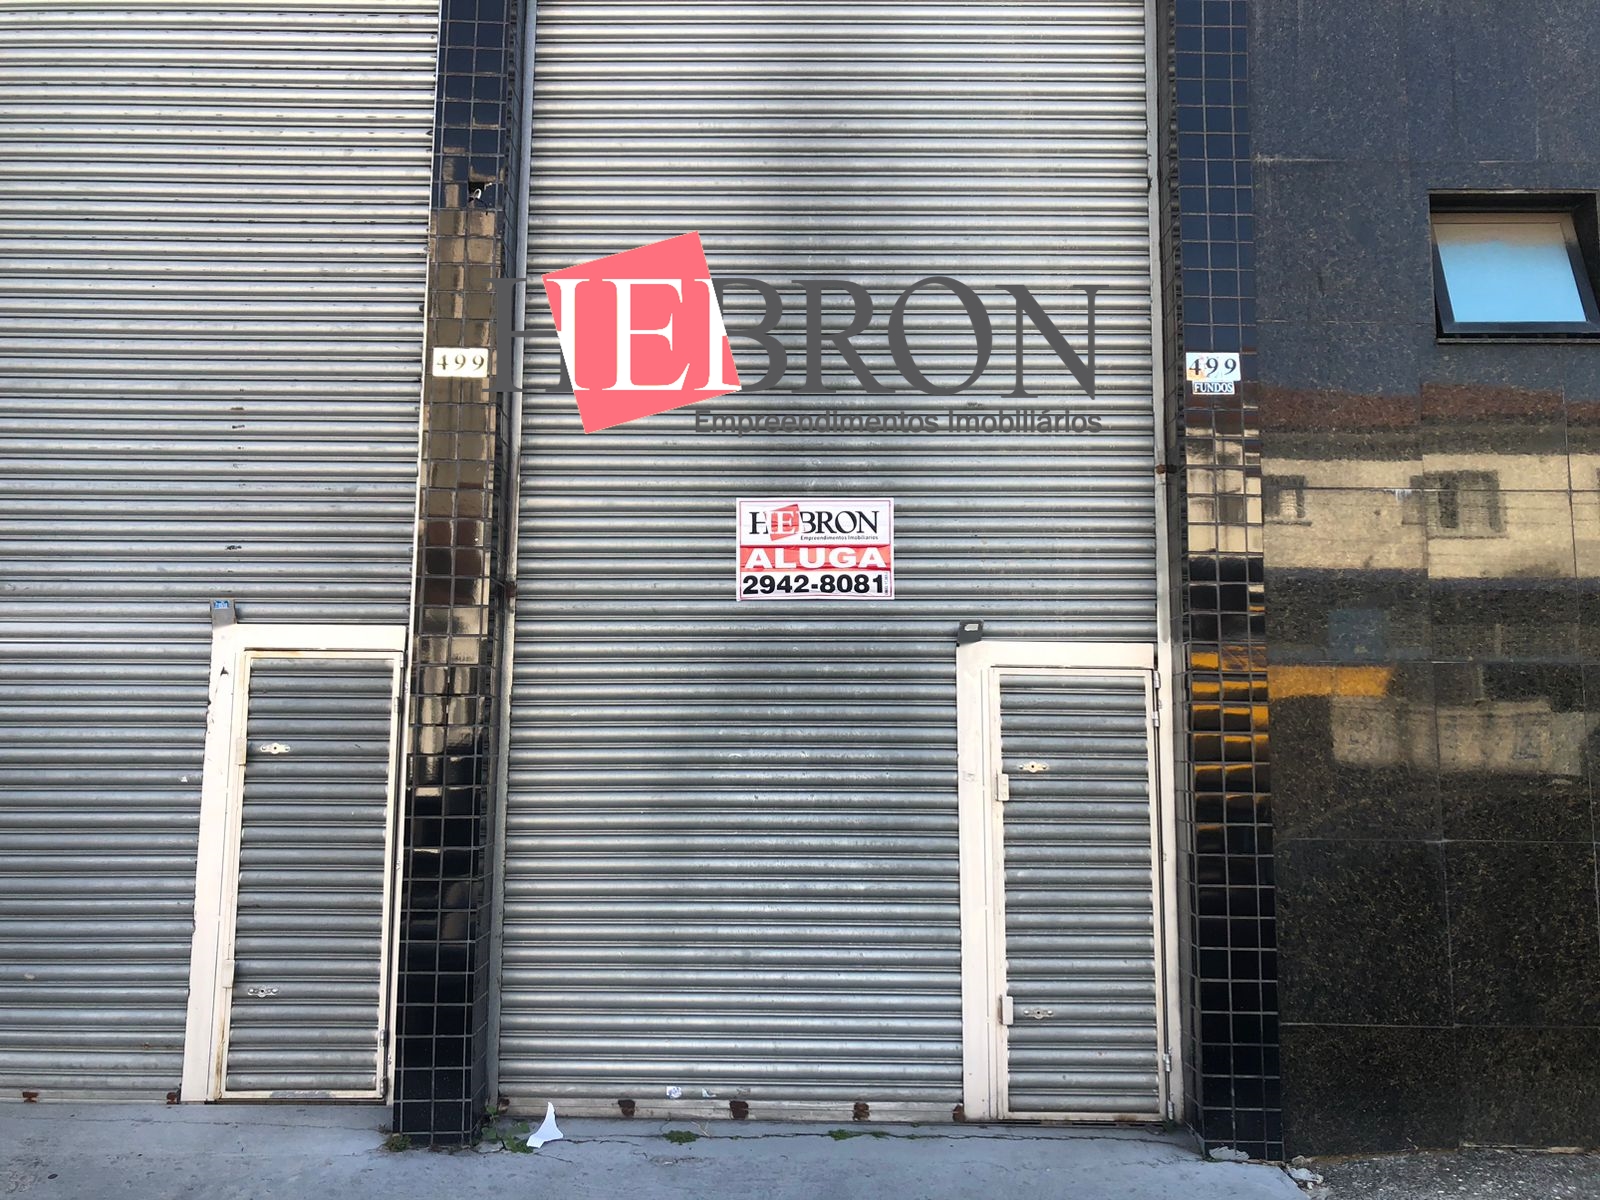 HEBRON
Empreendimentos Imobiliários
499
499
FUNDOS
HEBRON
Empreendimentos Imobiliários
ALUGA
2942-8081